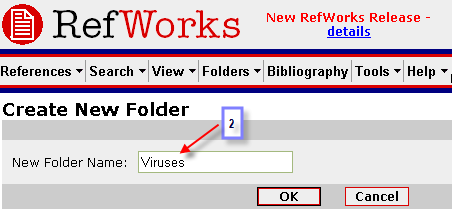 RefWorks
New RefWorks Release -
details
References Search View Folders Bibliography Tools Help
Create New Folder
2
New Folder Name: Viruses
OK Cancel